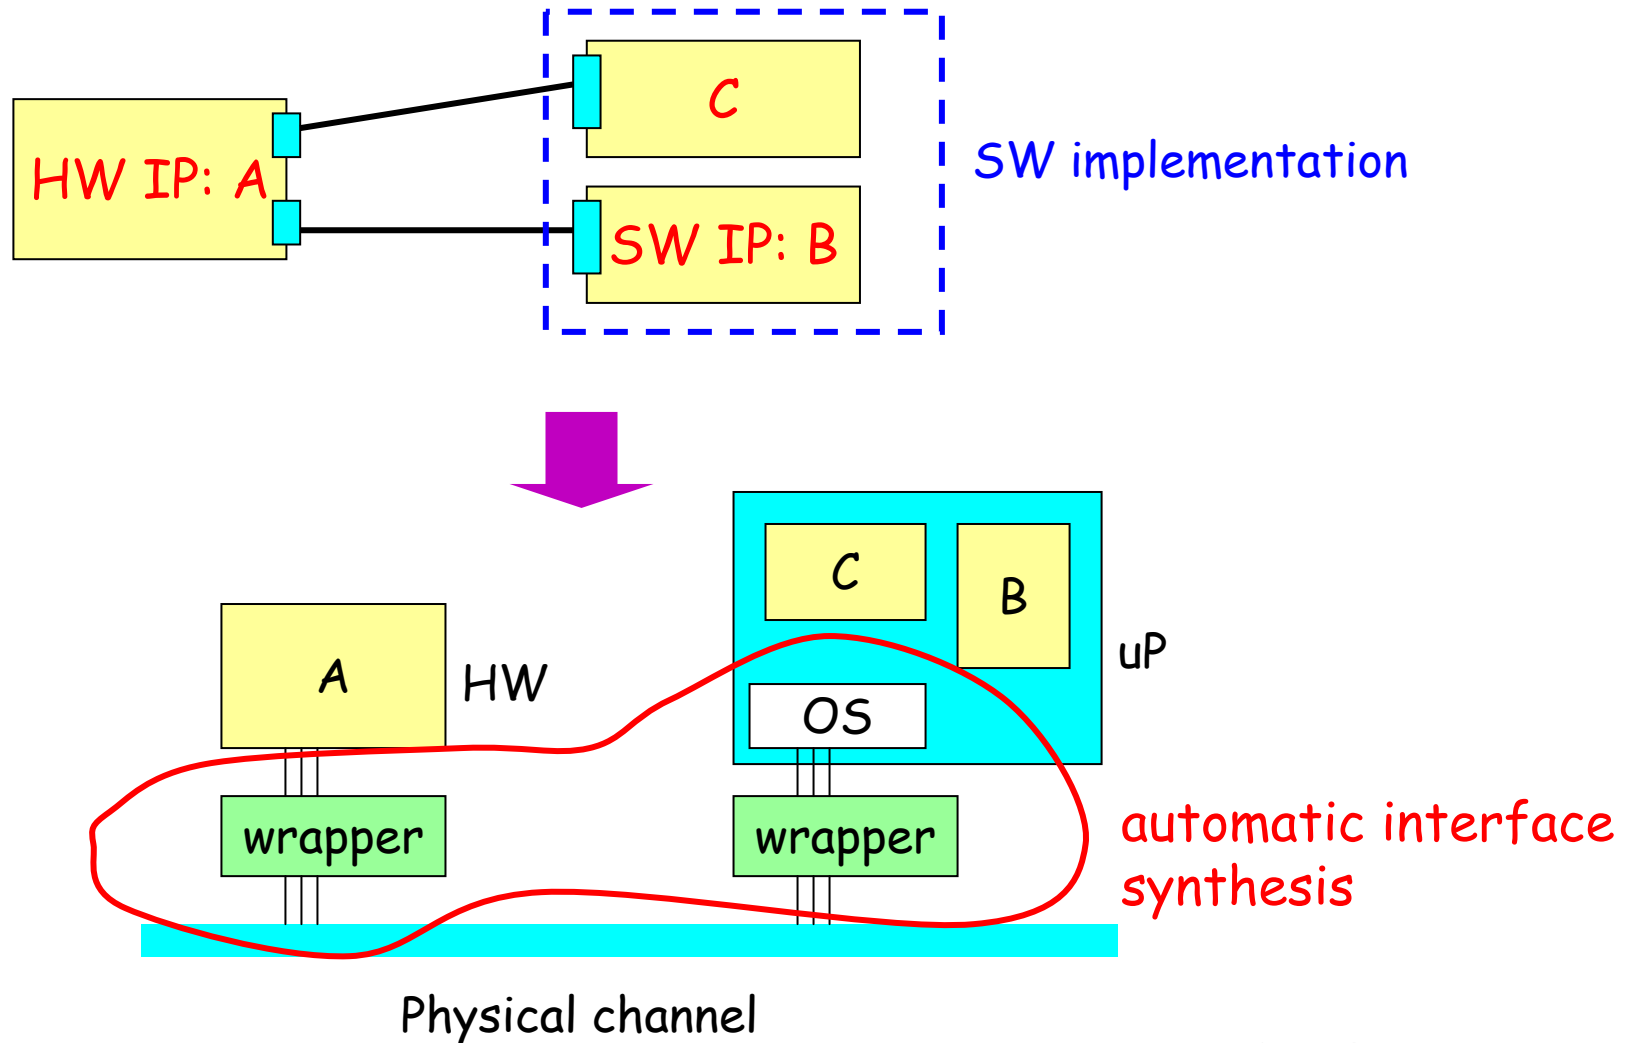 C
HW IP: A
SW implementation
SW IP: B
C
B
uP
A
HW
OS
wrapper
wrapper
automatic interface
synthesis
Physical channel